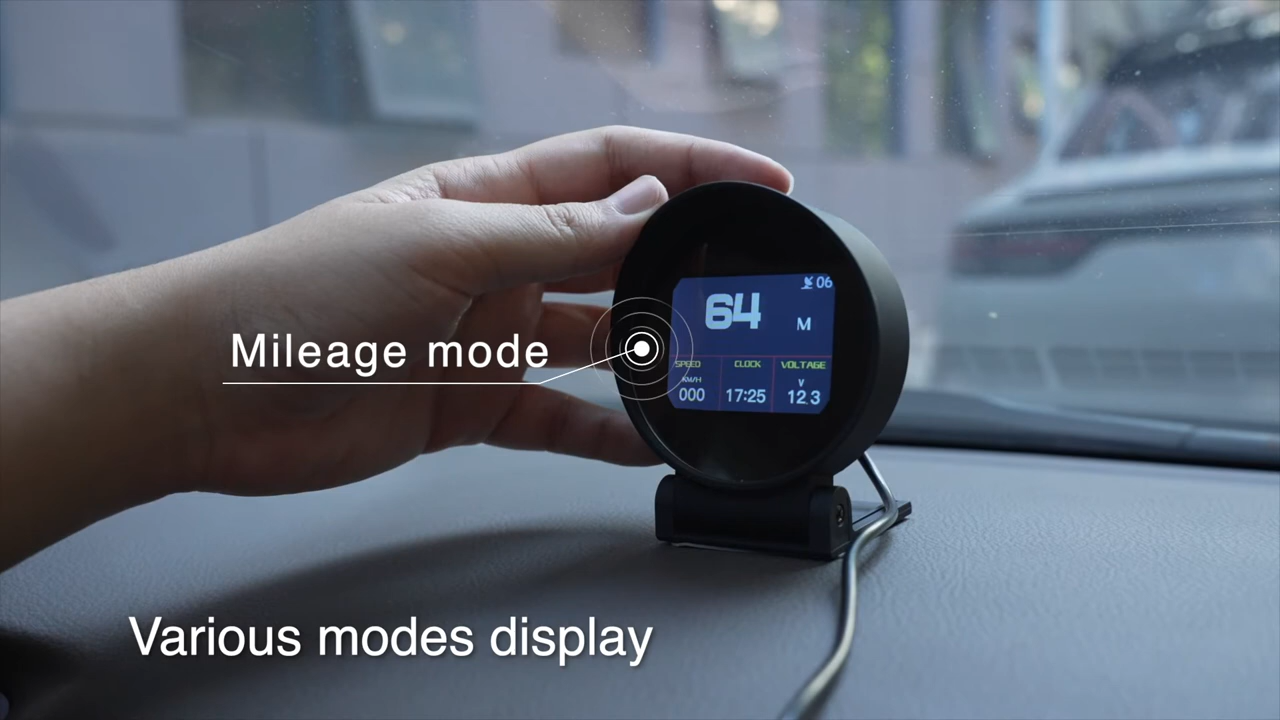 06
64
M
SPEED CLOCK VOLTAGE
KM/H V
000 17:25 12.3
Mileage mode
Various modes display